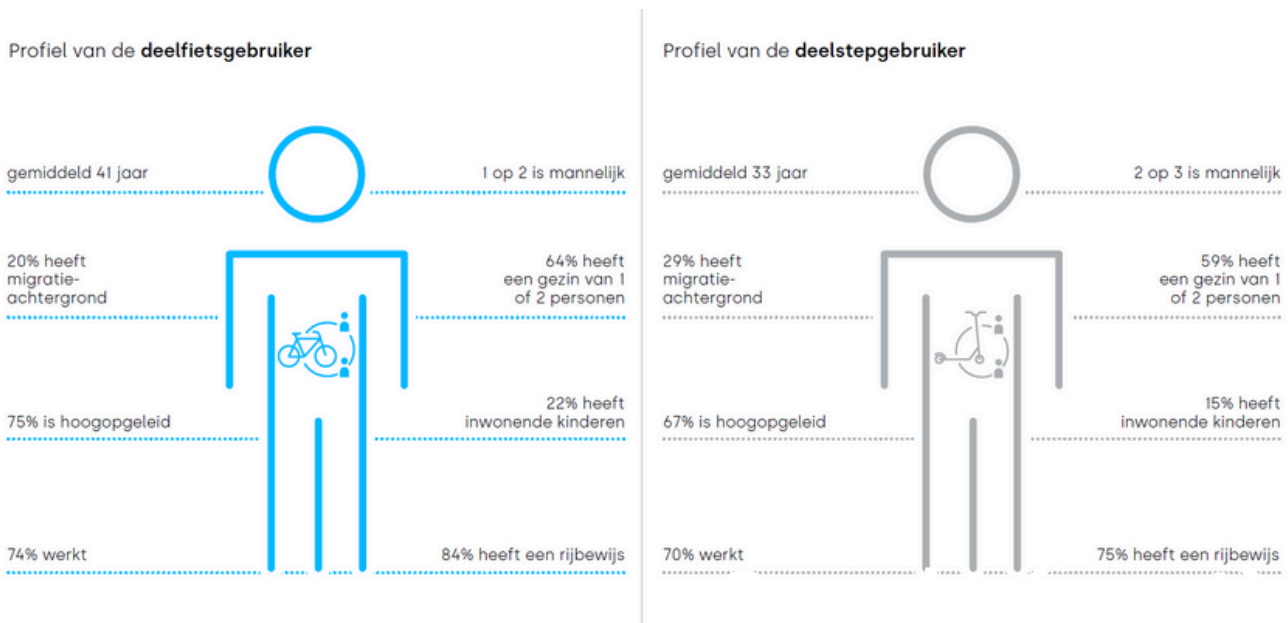 Profiel van de deelfietsgebruiker
gemiddeld 41 jaar
1 op 2 is mannelijk
20% heeft
migratie-
achtergrond
64% heeft
een gezin van 1
of 2 personen
75% is hoogopgeleid
22% heeft
inwonende kinderen
74% werkt
84% heeft een rijbewijs
Profiel van de deelstepgebruiker
gemiddeld 33 jaar
2 op 3 is mannelijk
29% heeft
migratie-
achtergrond
59% heeft
een gezin van 1
of 2 personen
67% is hoogopgeleid
15% heeft
inwonende kinderen
70% werkt
75% heeft een rijbewijs